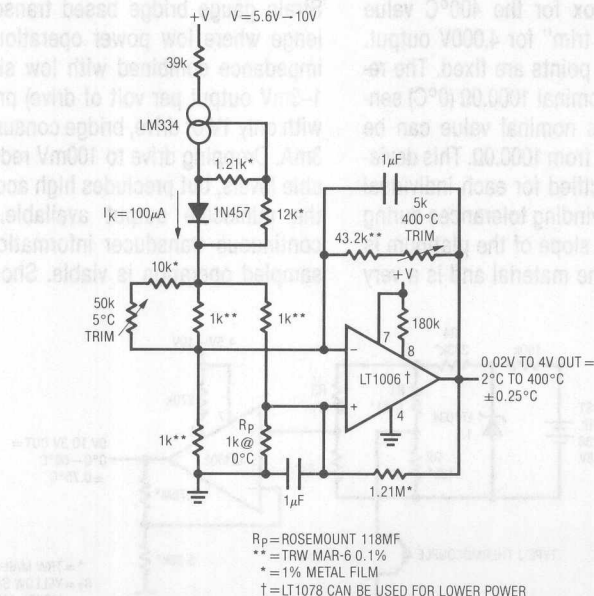 +V V=5.6V→10V
39k
LM334
1.21k*
1µF
I_K=100µA
1N457
12k*
5k
400°C
TRIM
43.2k**
10k*
+V
50k
5°C
TRIM
1k**
1k**
180k
7
8
−
LT1006†
0.02V TO 4V OUT =
2°C TO 400°C
±0.25°C
+
4
1k**
Rp
1k@
0°C
1µF
1.21M*
Rp=ROSEMOUNT 118MF
**=TRW MAR-6 0.1%
*=1% METAL FILM
†=LT1078 CAN BE USED FOR LOWER POWER